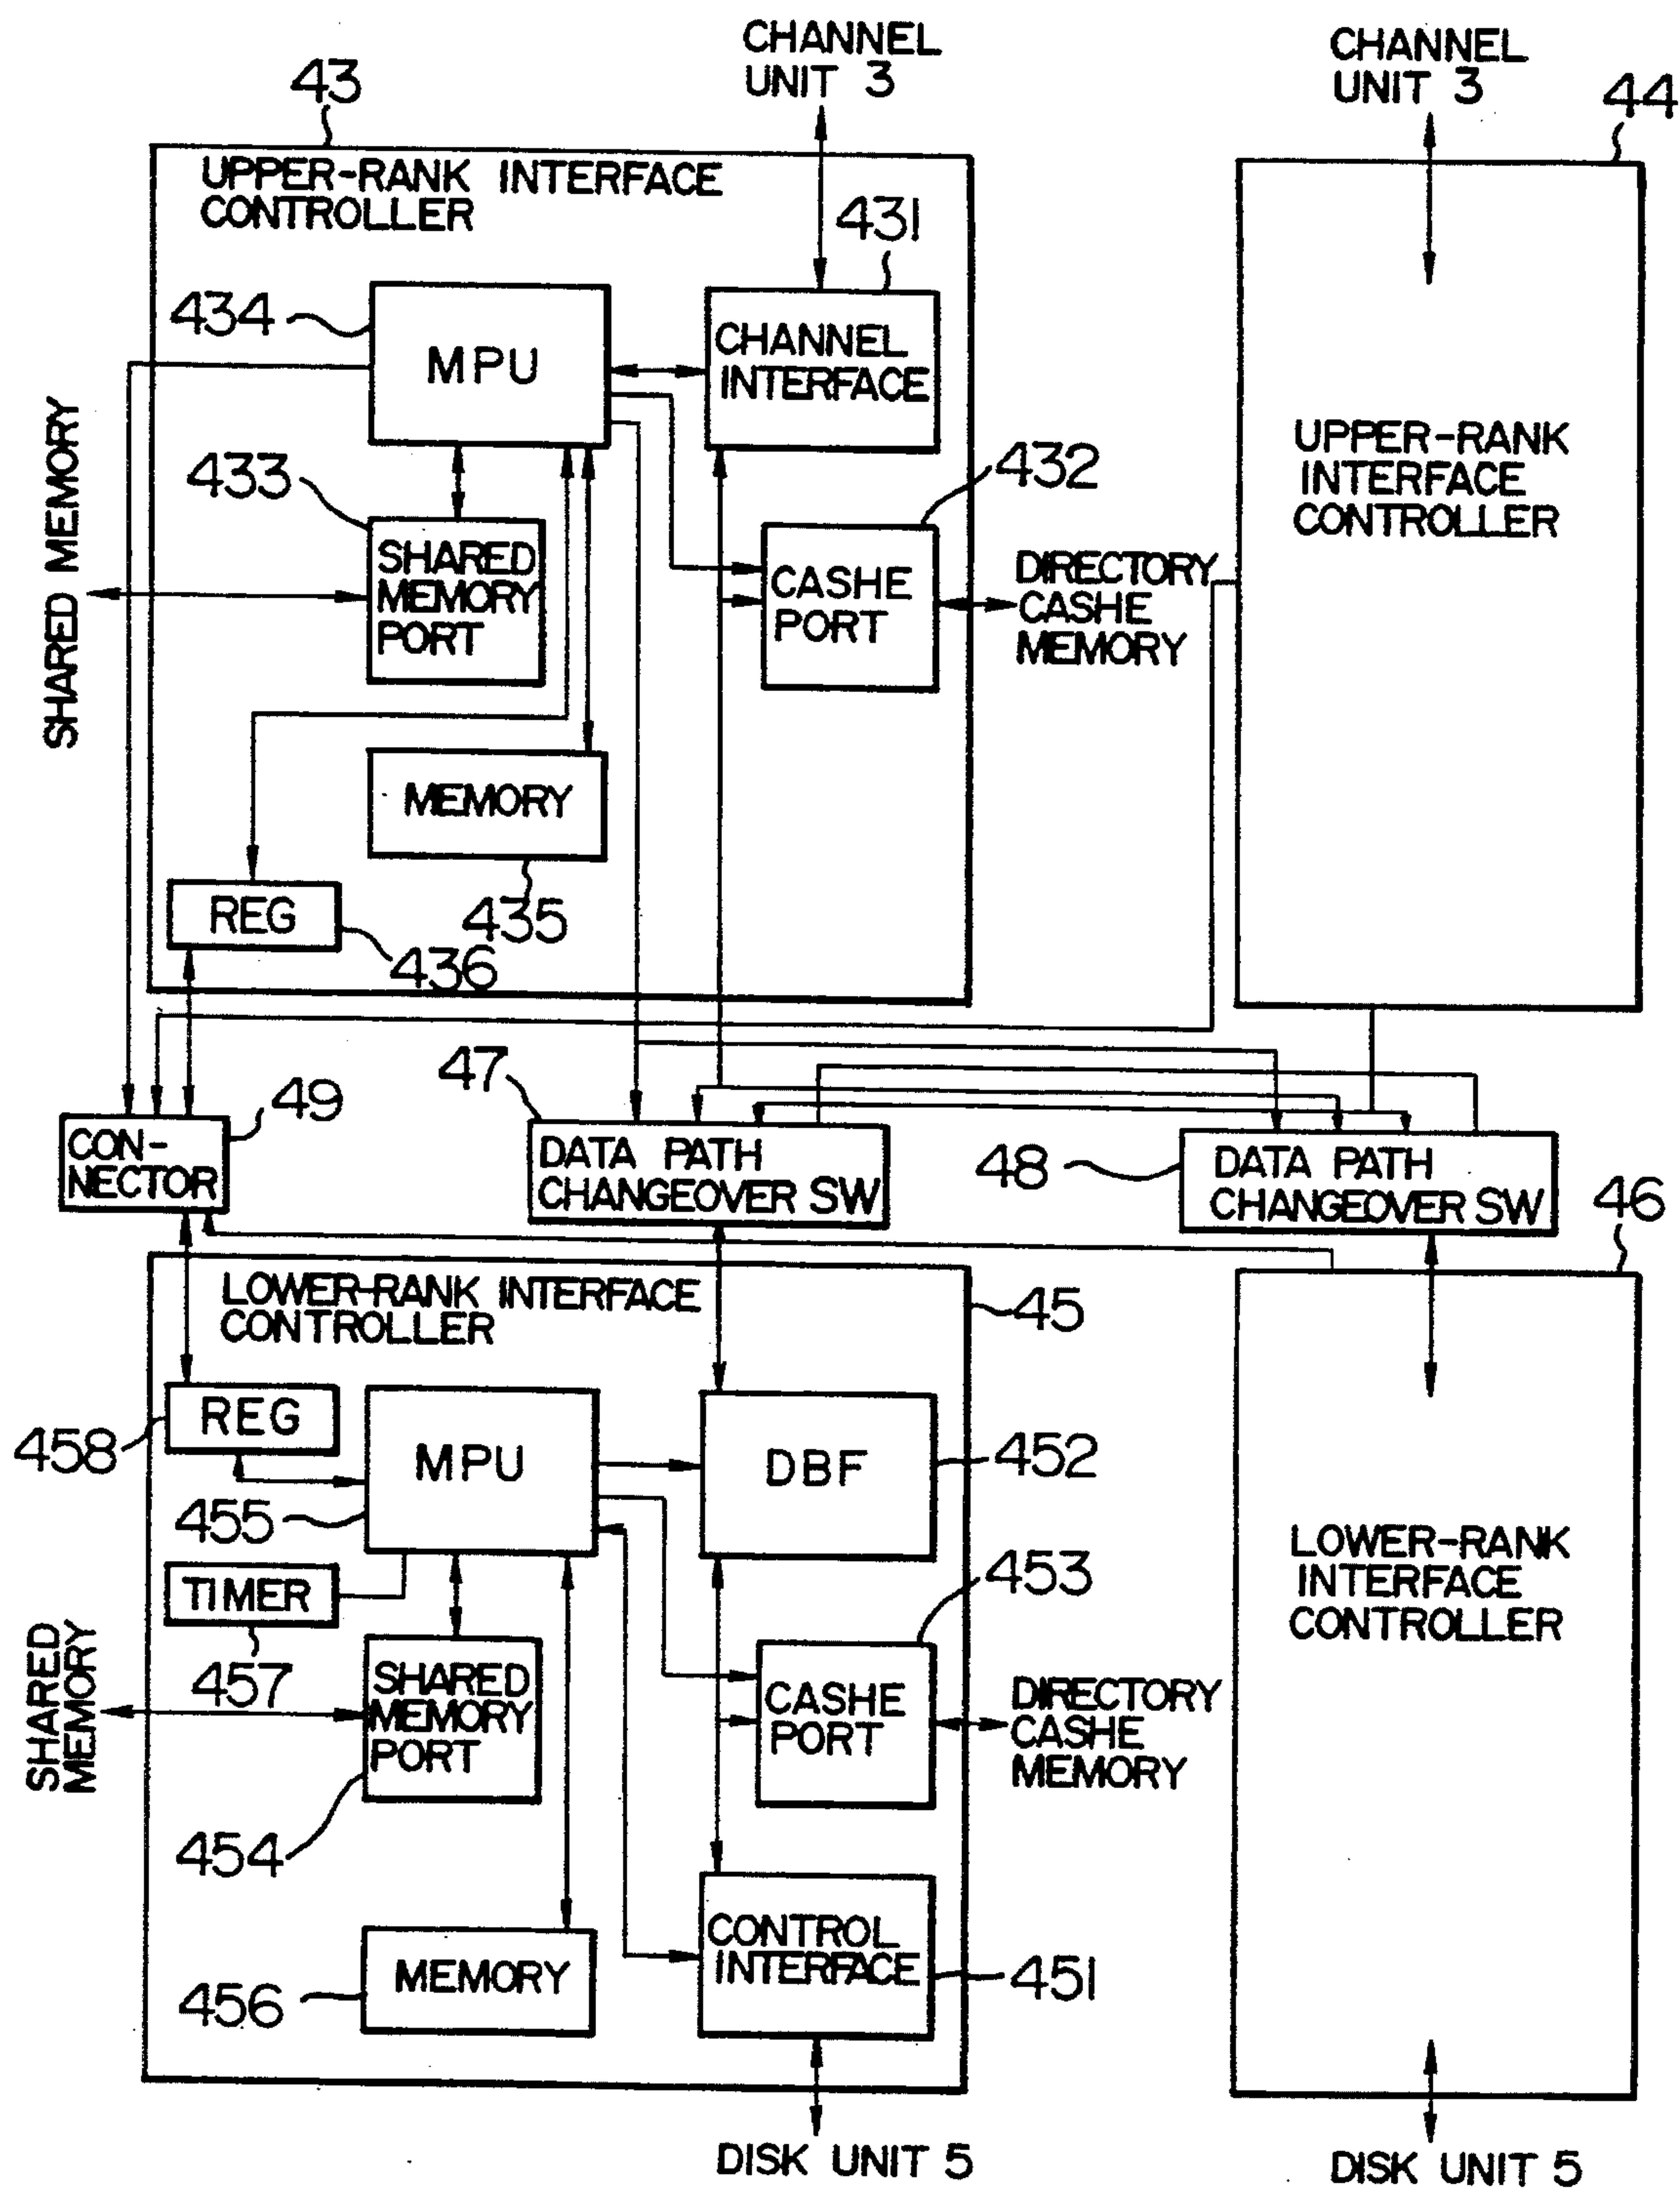 CHANNEL
UNIT 3
CHANNEL
UNIT 3
43
44
UPPER-RANK INTERFACE
CONTROLLER
431
434
MPU
CHANNEL
INTERFACE
433
432
SHARED MEMORY
SHARED
MEMORY
PORT
CASHE
PORT
DIRECTORY
CASHE
MEMORY
UPPER-RANK
INTERFACE
CONTROLLER
MEMORY
435
REG
436
47
49
CON-
NECTOR
DATA PATH
CHANGEOVER SW
48
DATA PATH
CHANGEOVER SW
46
LOWER-RANK INTERFACE
CONTROLLER
45
REG
458
MPU
DBF
452
455
453
TIMER
457
SHARED
MEMORY
SHARED
MEMORY
PORT
454
CASHE
PORT
DIRECTORY
CASHE
MEMORY
LOWER-RANK
INTERFACE
CONTROLLER
MEMORY
456
CONTROL
INTERFACE
451
DISK UNIT 5
DISK UNIT 5